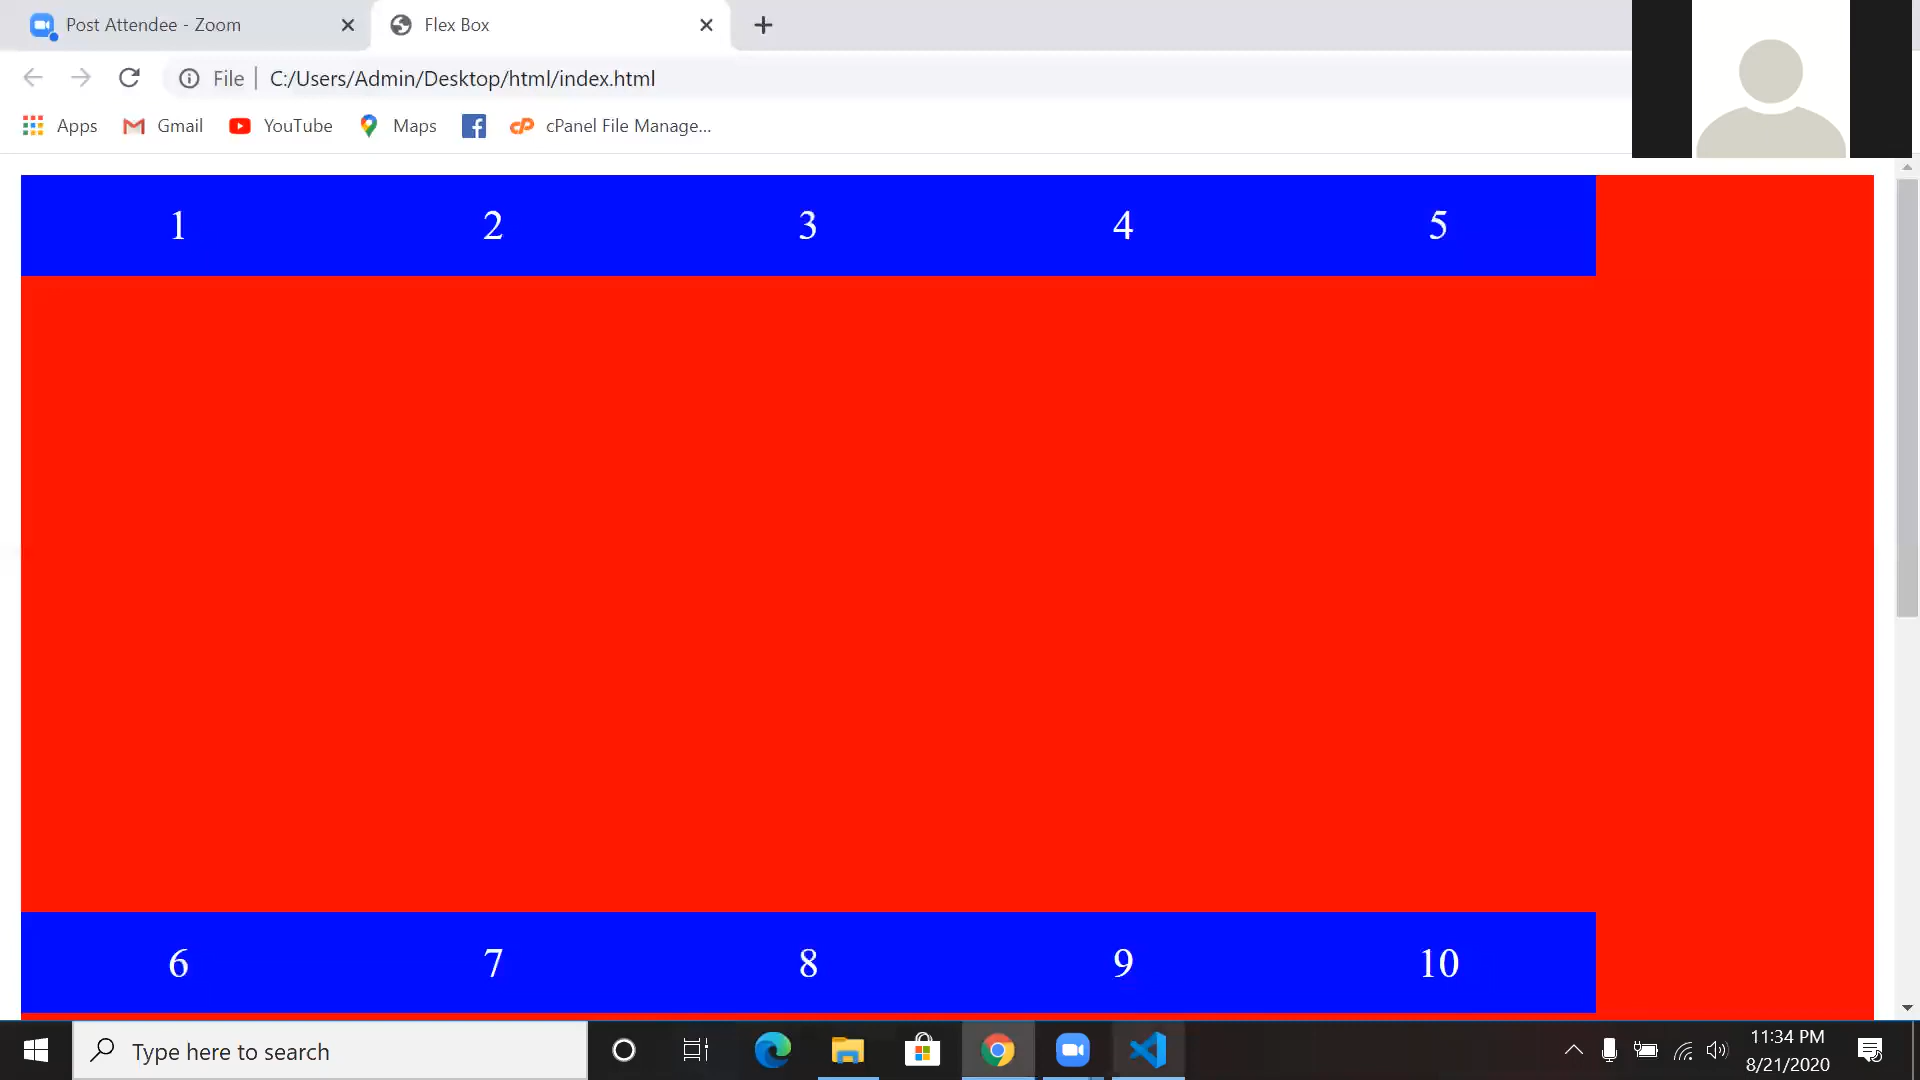 Post Attendee - Zoom
Flex Box
File
C:/Users/Admin/Desktop/html/index.html
Apps
Gmail
YouTube
Maps
cPanel File Manage...
1 2 3 4 5
6 7 8 9 10
Type here to search
11:34 PM
8/21/2020